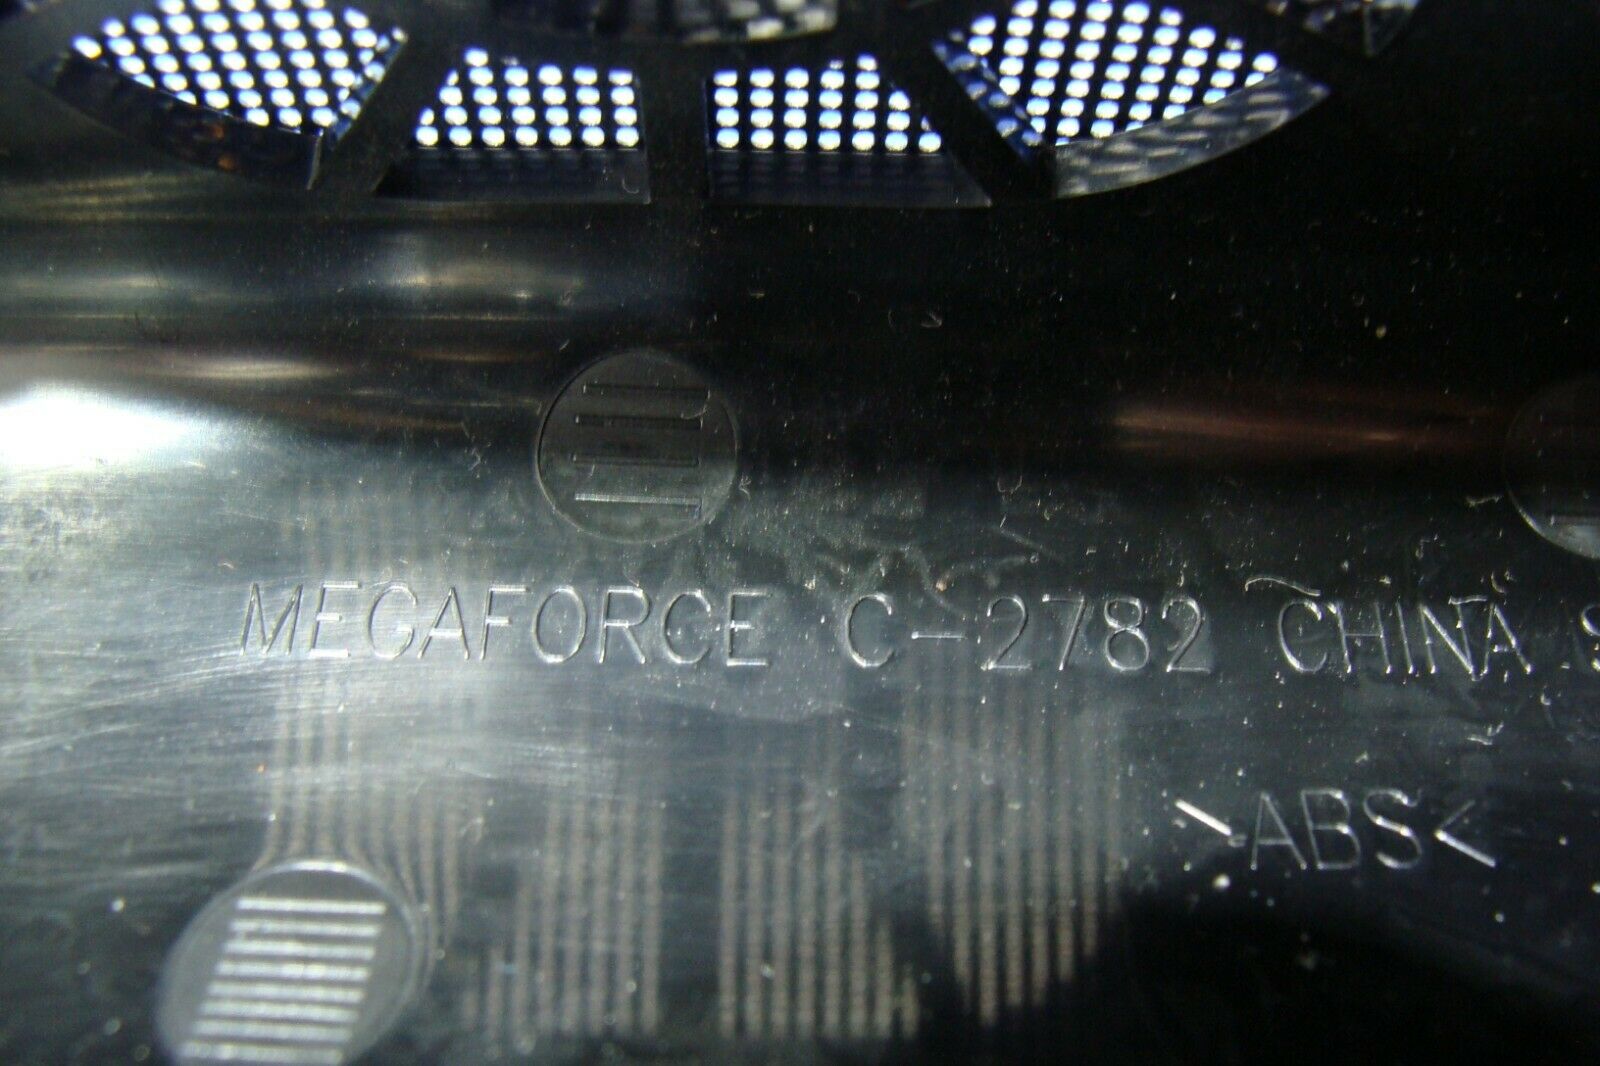 MEGAFORCE C-2782 CHINA S
>ABS<